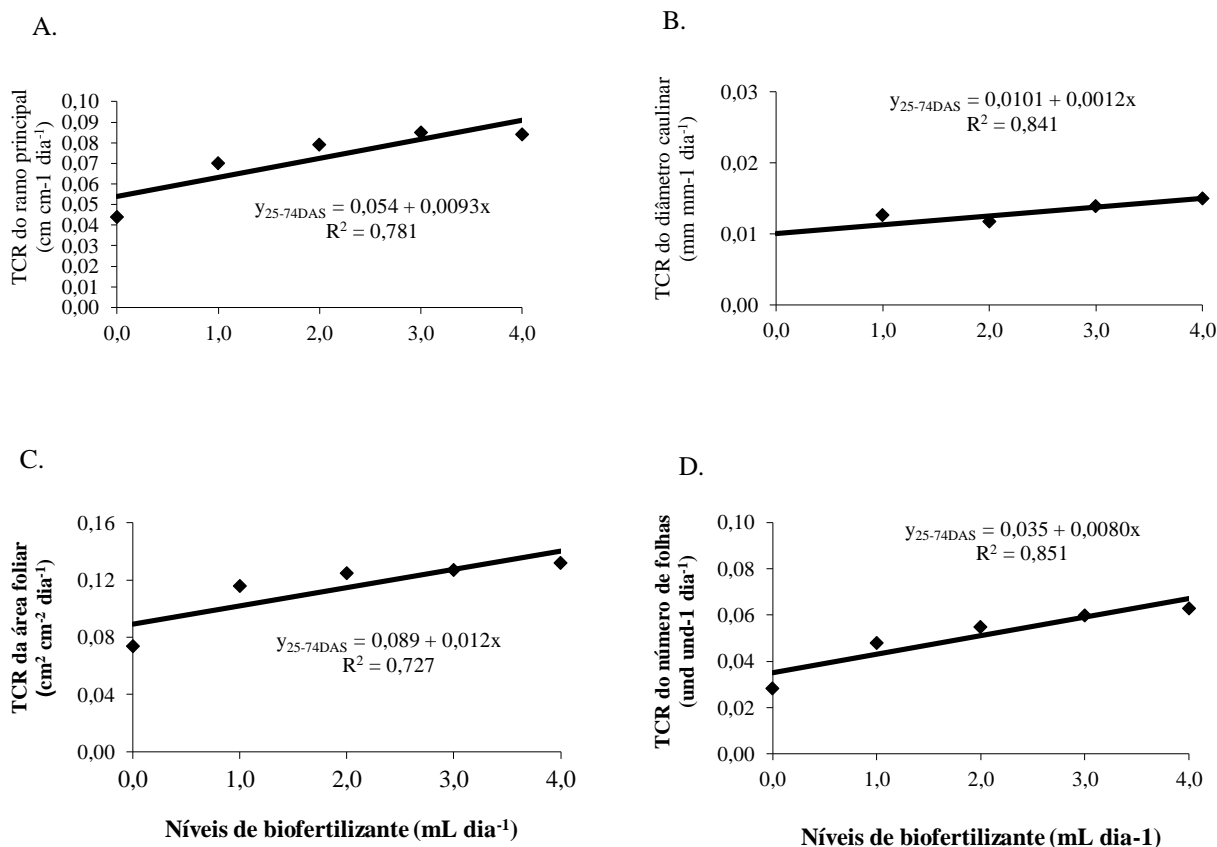 A.
TCR do ramo principal
(cm cm-1 dia⁻¹)
0,10
0,09
0,08
0,07
0,06
0,05
0,04
0,03
0,02
0,01
0,00
y25-74DAS = 0,054 + 0,0093x
R² = 0,781
0,0 1,0 2,0 3,0 4,0
B.
TCR do diâmetro caulinar
(mm mm-1 dia⁻¹)
0,03
0,02
0,01
0,00
y25-74DAS = 0,0101 + 0,0012x
R² = 0,841
0,0 1,0 2,0 3,0 4,0
C.
TCR da área foliar
(cm² cm⁻² dia⁻¹)
0,16
0,12
0,08
0,04
0,00
y25-74DAS = 0,089 + 0,012x
R² = 0,727
0,0 1,0 2,0 3,0 4,0
Níveis de biofertilizante (mL dia⁻¹)
D.
TCR do número de folhas
(und und-1 dia⁻¹)
0,10
0,08
0,06
0,04
0,02
0,00
y25-74DAS = 0,035 + 0,0080x
R² = 0,851
0,0 1,0 2,0 3,0 4,0
Níveis de biofertilizante (mL dia-1)